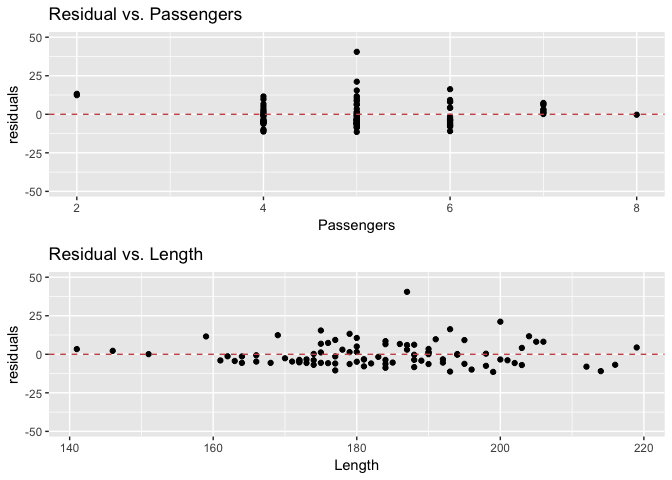 Residual vs. Passengers
50
25
0
-25
-50
residuals
2 4 6 8
Passengers
Residual vs. Length
50
25
0
-25
-50
residuals
140 160 180 200 220
Length